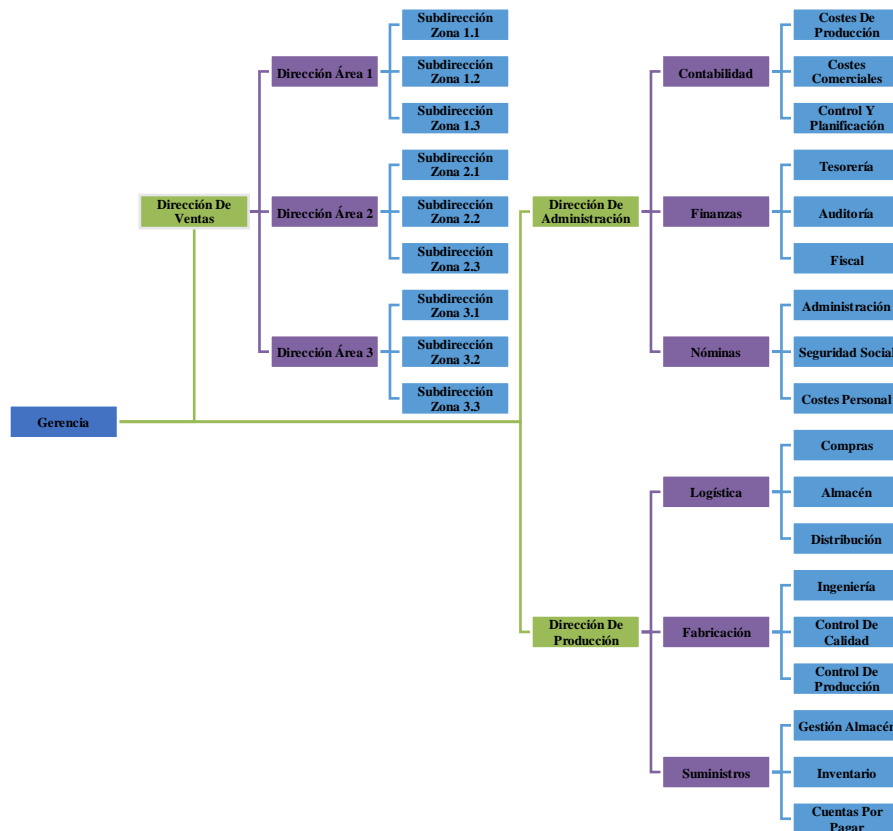 Gerencia
Dirección De
Ventas
Dirección Área 1
Subdirección
Zona 1.1
Subdirección
Zona 1.2
Subdirección
Zona 1.3
Dirección Área 2
Subdirección
Zona 2.1
Subdirección
Zona 2.2
Subdirección
Zona 2.3
Dirección Área 3
Subdirección
Zona 3.1
Subdirección
Zona 3.2
Subdirección
Zona 3.3
Dirección De
Administración
Contabilidad
Costes De
Producción
Costes
Comerciales
Control Y
Planificación
Finanzas
Tesorería
Auditoría
Fiscal
Nóminas
Administración
Seguridad Social
Costes Personal
Dirección De
Producción
Logística
Compras
Almacén
Distribución
Fabricación
Ingeniería
Control De
Calidad
Control De
Producción
Suministros
Gestión Almacén
Inventario
Cuentas Por
Pagar